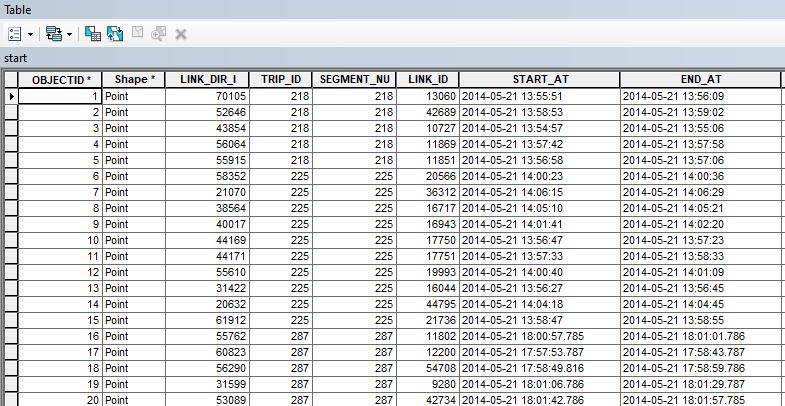 Table
start
OBJECTID * Shape * LINK_DIR_I TRIP_ID SEGMENT_NU LINK_ID START_AT END_AT
1 Point 70105 218 218 13060 2014-05-21 13:55:51 2014-05-21 13:56:09
2 Point 52646 218 218 42689 2014-05-21 13:58:53 2014-05-21 13:59:02
3 Point 43854 218 218 10727 2014-05-21 13:54:57 2014-05-21 13:55:06
4 Point 56064 218 218 11869 2014-05-21 13:57:42 2014-05-21 13:57:58
5 Point 55915 218 218 11851 2014-05-21 13:56:58 2014-05-21 13:57:06
6 Point 58352 225 225 20566 2014-05-21 14:00:23 2014-05-21 14:00:36
7 Point 21070 225 225 36312 2014-05-21 14:06:15 2014-05-21 14:06:29
8 Point 38564 225 225 16717 2014-05-21 14:05:10 2014-05-21 14:05:21
9 Point 40017 225 225 16943 2014-05-21 14:01:41 2014-05-21 14:02:20
10 Point 44169 225 225 17750 2014-05-21 13:56:47 2014-05-21 13:57:23
11 Point 44171 225 225 17751 2014-05-21 13:57:33 2014-05-21 13:58:33
12 Point 55610 225 225 19993 2014-05-21 14:00:40 2014-05-21 14:01:09
13 Point 31422 225 225 16044 2014-05-21 13:56:27 2014-05-21 13:56:45
14 Point 20632 225 225 44795 2014-05-21 14:04:18 2014-05-21 14:04:45
15 Point 61912 225 225 21736 2014-05-21 13:58:47 2014-05-21 13:58:55
16 Point 55762 287 287 11802 2014-05-21 18:00:57.785 2014-05-21 18:01:01.786
17 Point 60823 287 287 12200 2014-05-21 17:57:53.787 2014-05-21 17:58:43.787
18 Point 56290 287 287 54708 2014-05-21 17:58:49.816 2014-05-21 17:58:59.786
19 Point 31599 287 287 9280 2014-05-21 18:01:06.786 2014-05-21 18:01:29.787
20 Point 53089 287 287 42734 2014-05-21 18:01:42.786 2014-05-21 18:01:57.785